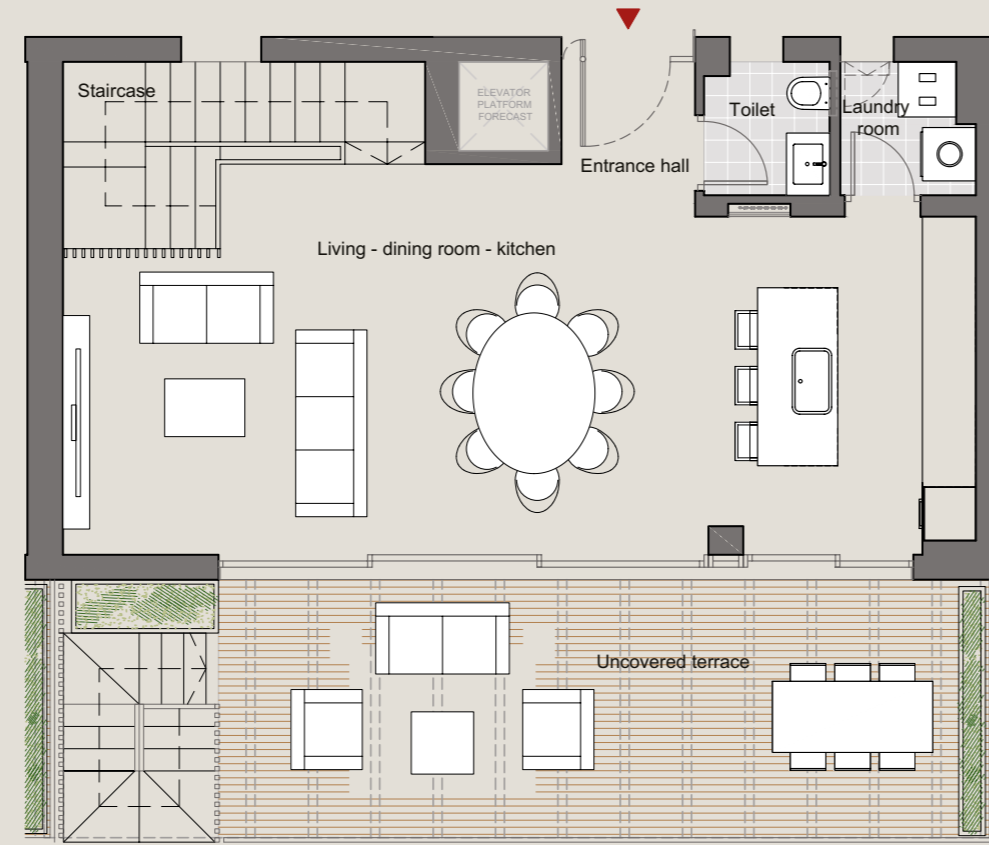 Staircase
ELEVATOR
PLATFORM
FORECAST
Toilet
Laundry
room
Entrance hall
Living - dining room - kitchen
Uncovered terrace